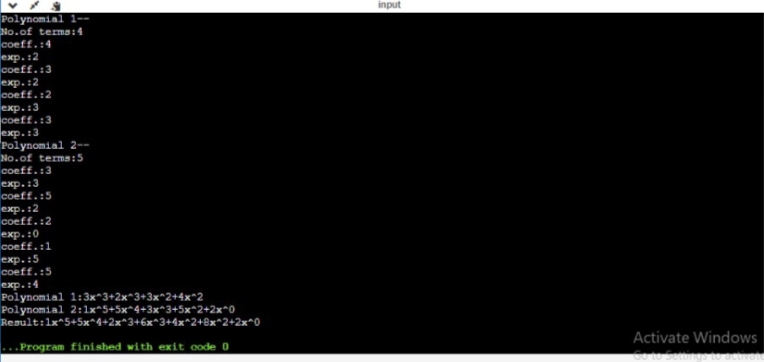 input
Polynomial 1--
No.of terms:4
coeff.:4
exp.:2
coeff.:3
exp.:2
coeff.:2
exp.:3
coeff.:3
exp.:3
Polynomial 2--
No.of terms:5
coeff.:3
exp.:3
coeff.:5
exp.:2
coeff.:2
exp.:0
coeff.:1
exp.:5
coeff.:5
exp.:4
Polynomial 1:3x^3+2x^3+3x^2+4x^2
Polynomial 2:1x^5+5x^4+3x^3+5x^2+2x^0
Result:1x^5+5x^4+2x^3+6x^3+4x^2+8x^2+2x^0
...Program finished with exit code 0
Activate Windows
Go to Settings to activate